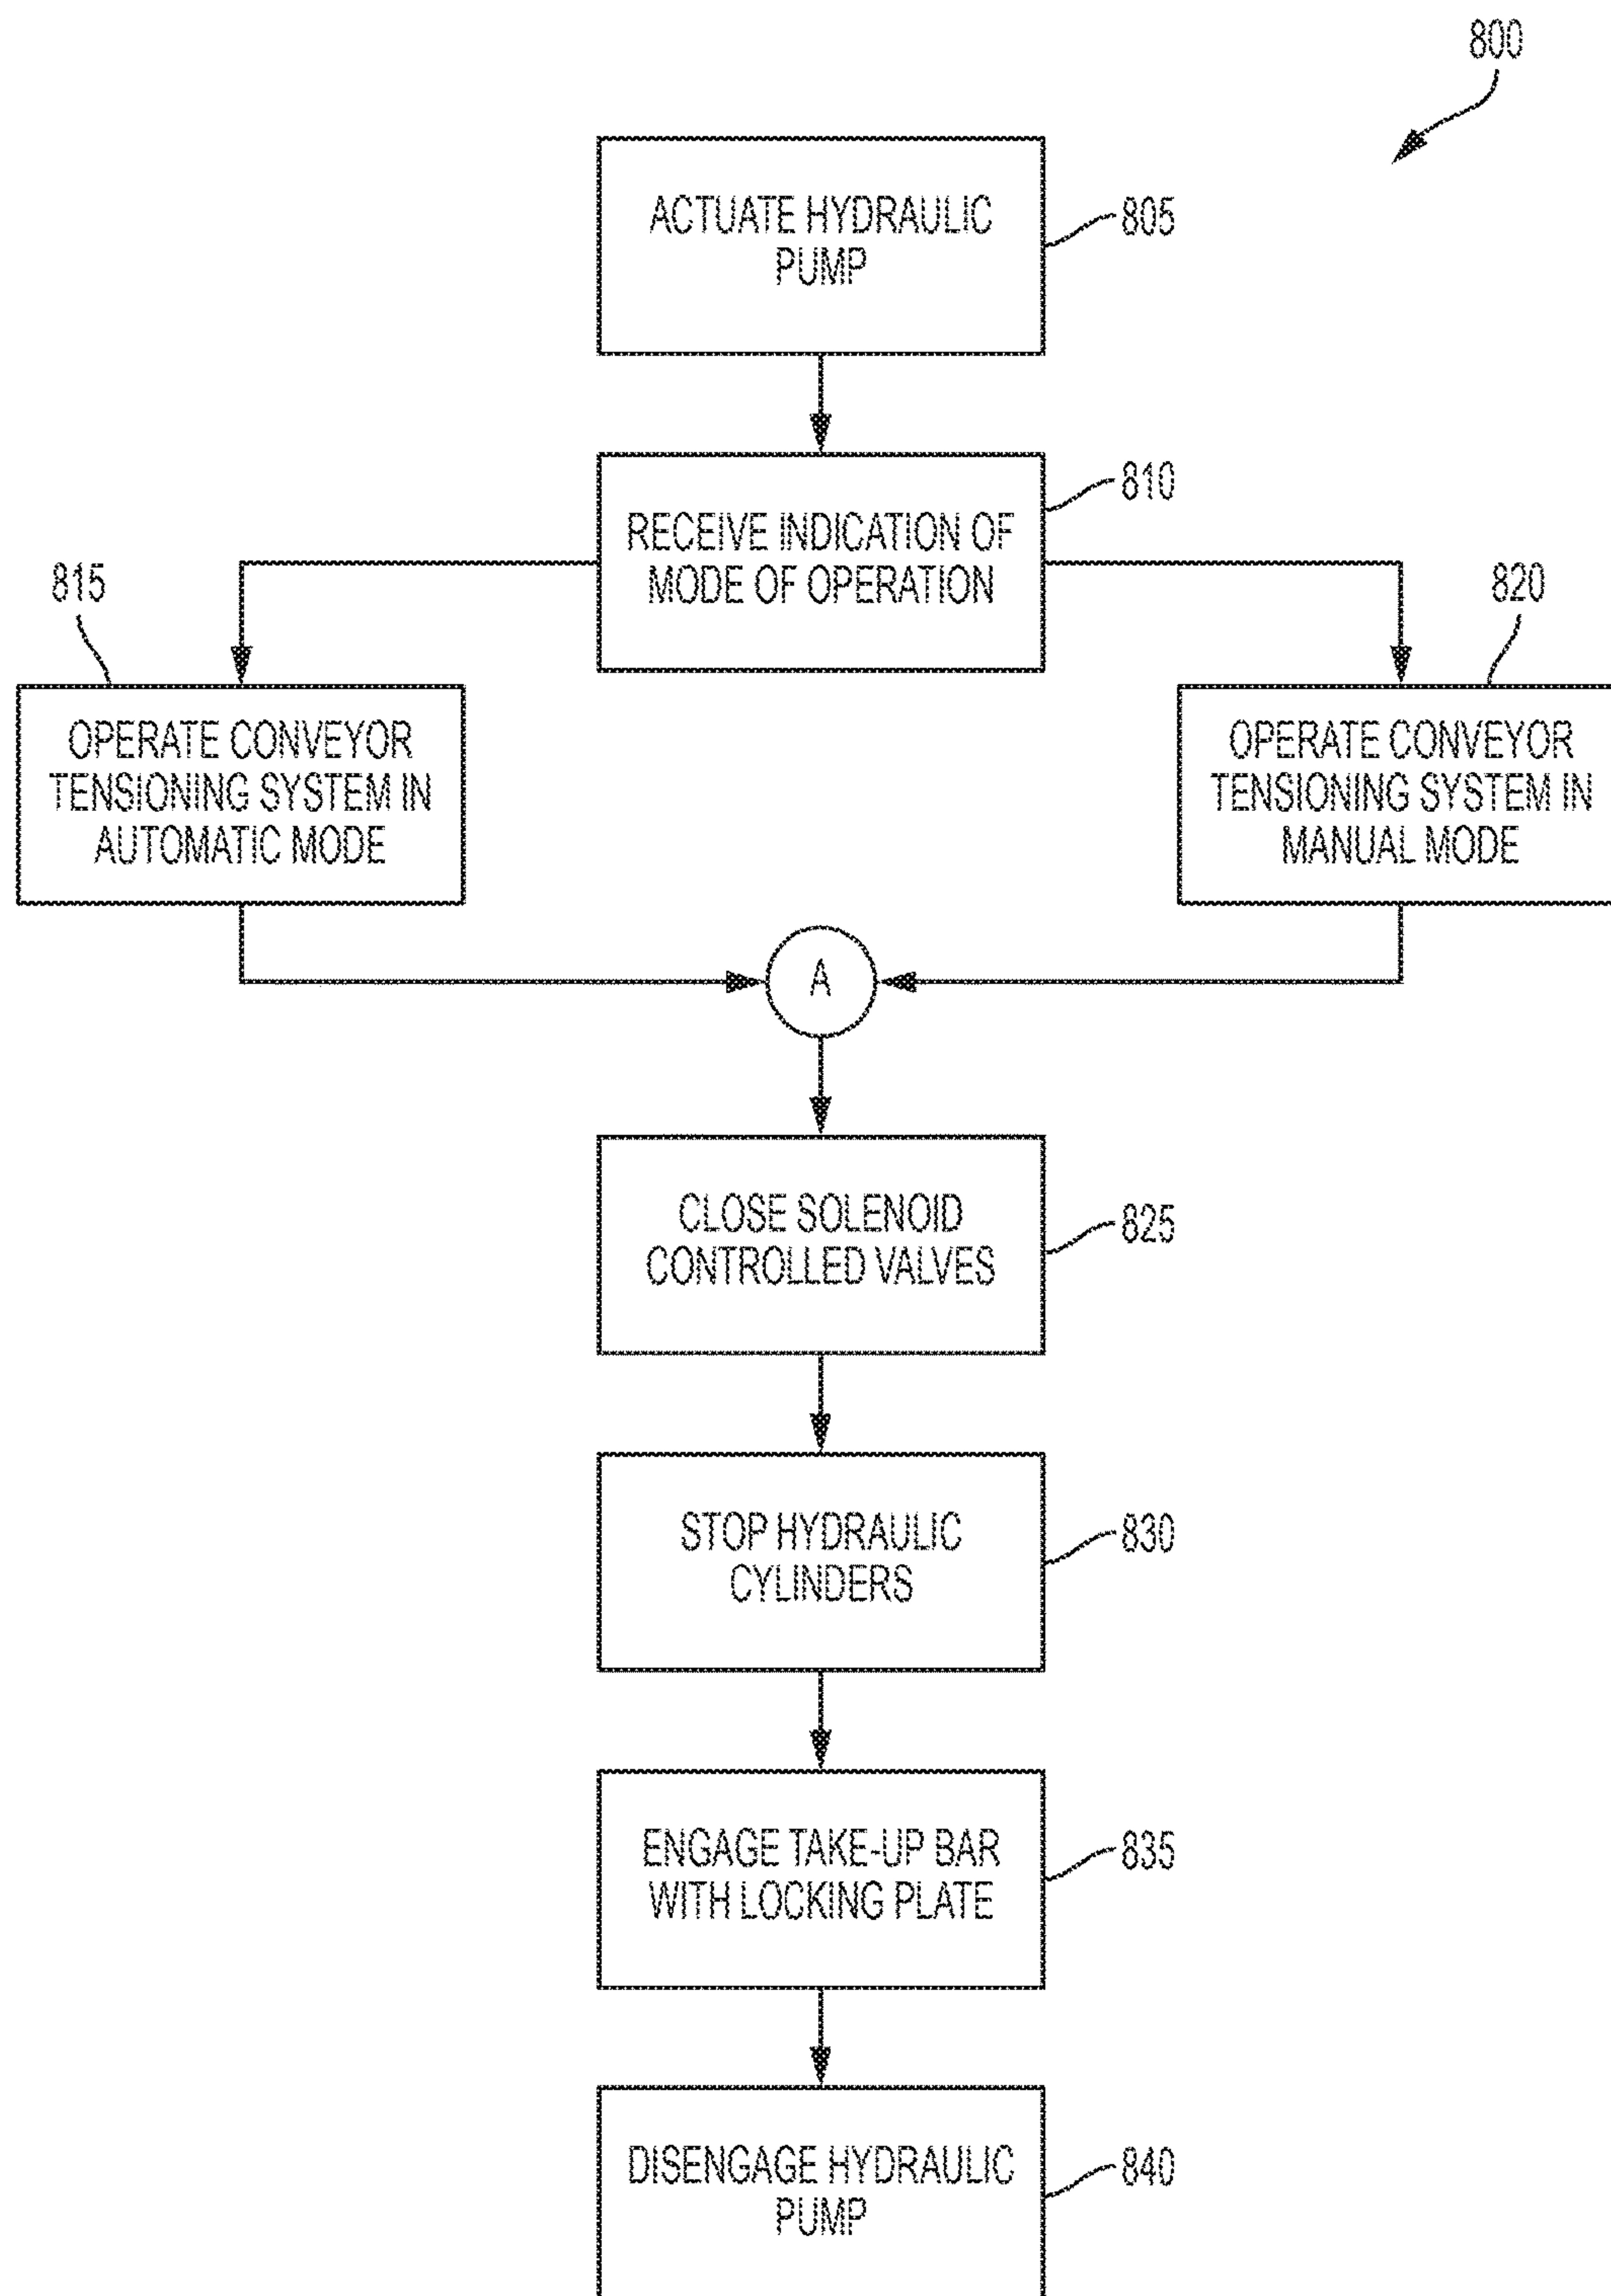 800
ACTUATE HYDRAULIC
PUMP
805
RECEIVE INDICATION OF
MODE OF OPERATION
810
815
OPERATE CONVEYOR
TENSIONING SYSTEM IN
AUTOMATIC MODE
820
OPERATE CONVEYOR
TENSIONING SYSTEM IN
MANUAL MODE
A
CLOSE SOLENOID
CONTROLLED VALVES
825
STOP HYDRAULIC
CYLINDERS
830
ENGAGE TAKE-UP BAR
WITH LOCKING PLATE
835
DISENGAGE HYDRAULIC
PUMP
840